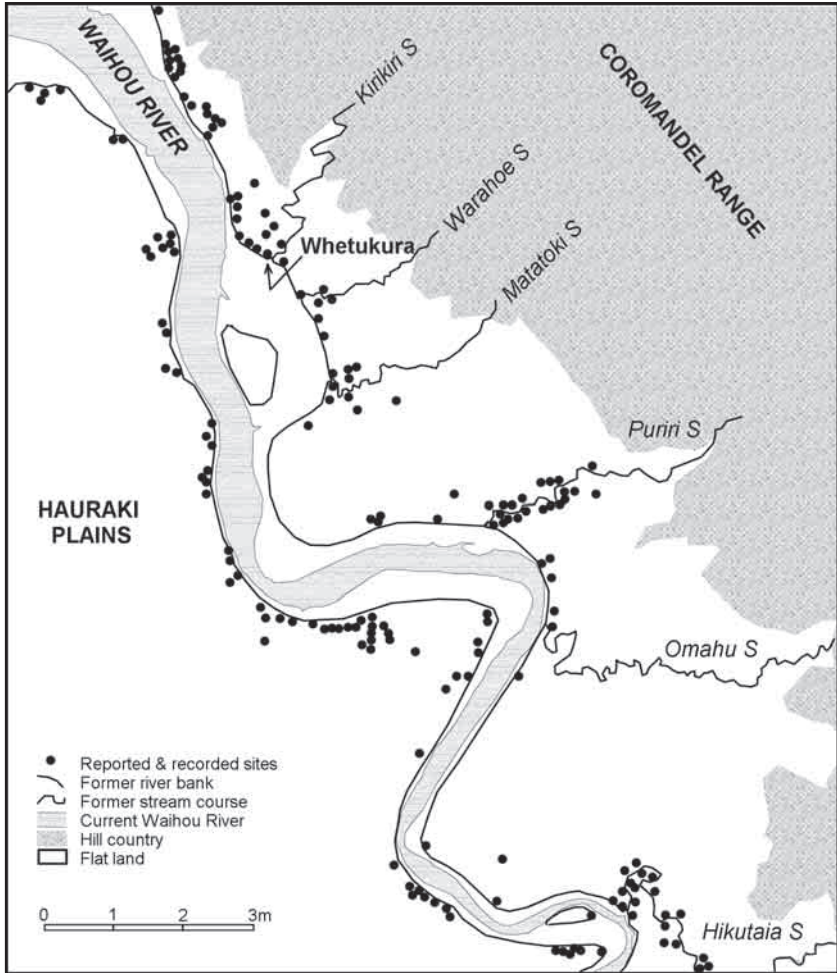 WAIHOU RIVER
Kirikiri S
COROMANDEL RANGE
Warahoe S
Whetukura
Matatoki S
Puriri S
HAURAKI
PLAINS
Omahu S
Reported & recorded sites
Former river bank
Former stream course
Current Waihou River
Hill country
Flat land
0 1 2 3m
Hikutaia S